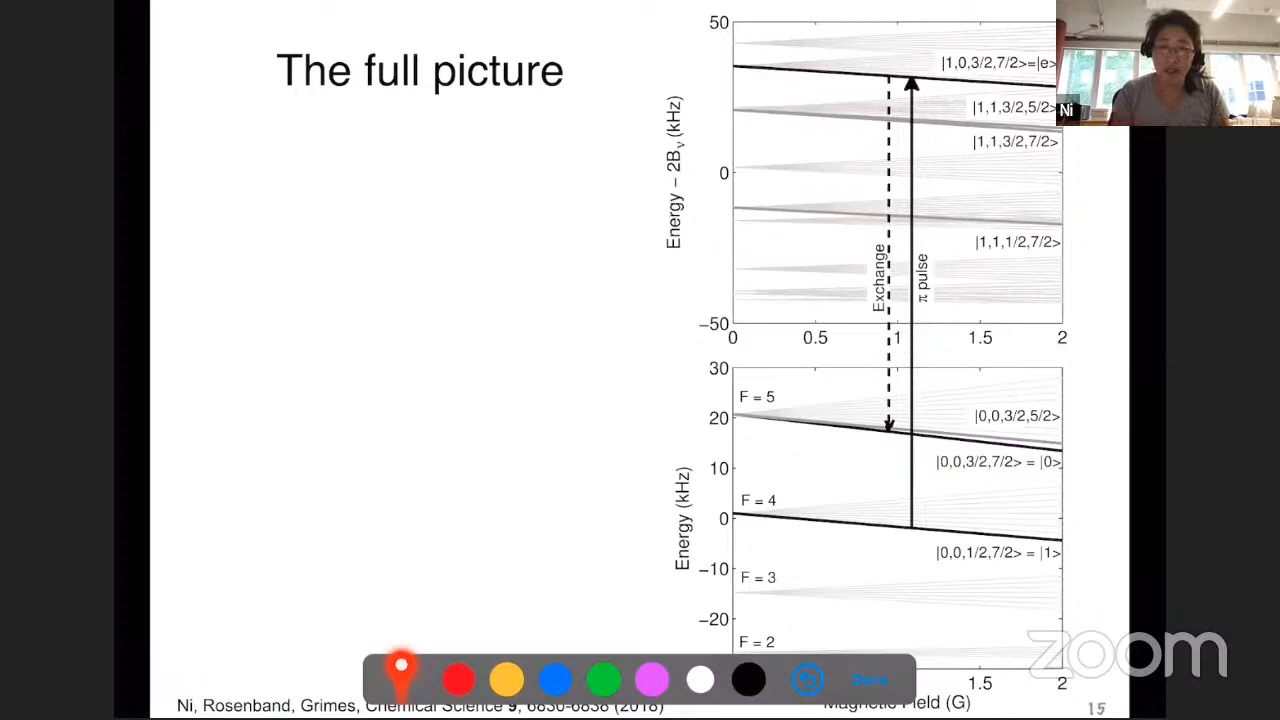 The full picture
50
|1,0,3/2,7/2>=|e>
|1,1,3/2,5/2>
|1,1,3/2,7/2>
0
Energy − 2Bν (kHz)
|1,1,1/2,7/2>
Exchange
π pulse
−50
0
0.5
1
1.5
2
30
F = 5
20
|0,0,3/2,5/2>
|0,0,3/2,7/2> = |0>
10
F = 4
0
Energy (kHz)
|0,0,1/2,7/2> = |1>
−10
F = 3
−20
F = 2
1.5
2
Magnetic Field (G)
Ni, Rosenband, Grimes, Chemical Science 9, 6830-6838 (2018)
15
Done
Ni
zoom